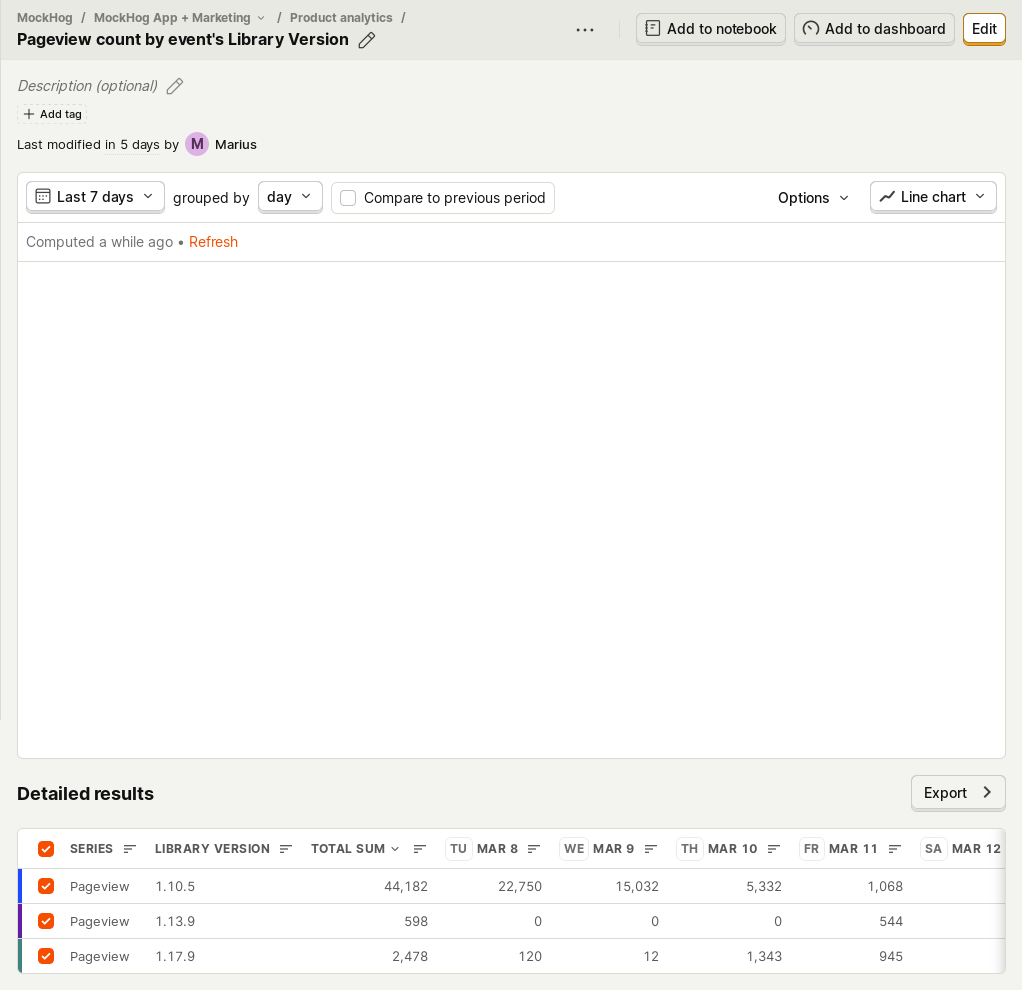 MockHog / MockHog App + Marketing / Product analytics /
Pageview count by event's Library Version
Add to notebook
Add to dashboard
Edit
Description (optional)
Add tag
Last modified in 5 days by M Marius
Last 7 days grouped by day Compare to previous period Options Line chart
Computed a while ago • Refresh
Detailed results
Export
SERIES LIBRARY VERSION TOTAL SUM TU MAR 8 WE MAR 9 TH MAR 10 FR MAR 11 SA MAR 12
Pageview 1.10.5 44,182 22,750 15,032 5,332 1,068
Pageview 1.13.9 598 0 0 0 544
Pageview 1.17.9 2,478 120 12 1,343 945